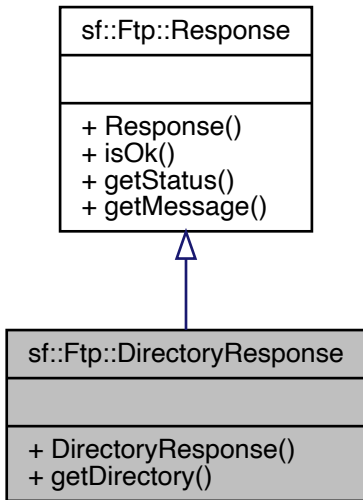 sf::Ftp::Response
+ Response()
+ isOk()
+ getStatus()
+ getMessage()
sf::Ftp::DirectoryResponse
+ DirectoryResponse()
+ getDirectory()